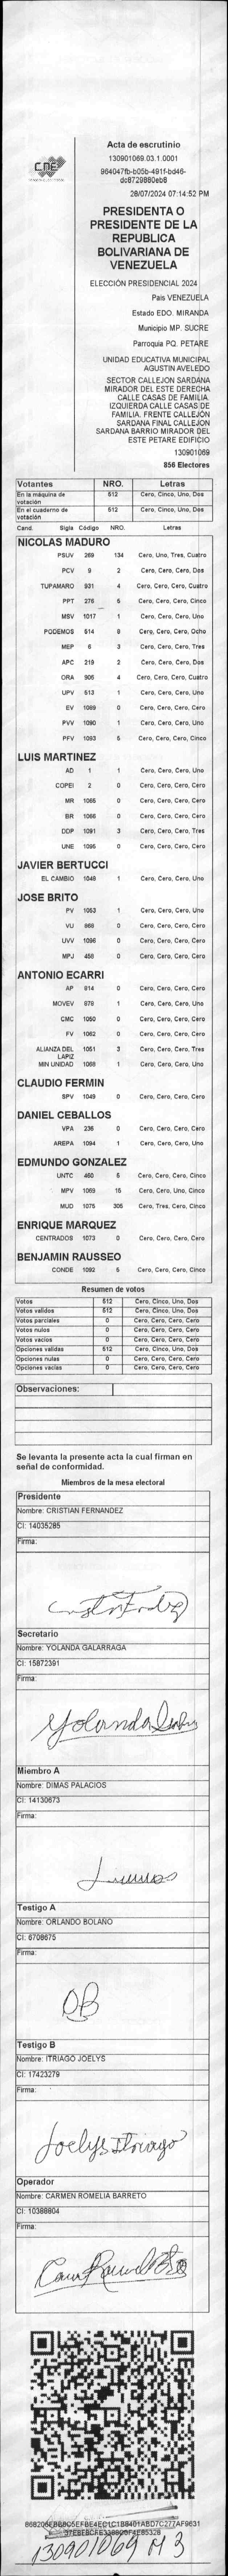 CNE
Acta de escrutinio
130901069.03.1.0001
964047fb-b05b-491f-bd46-
dc8729880eb8
28/07/2024 07:14:52 PM
PRESIDENTA O
PRESIDENTE DE LA
REPUBLICA
BOLIVARIANA DE
VENEZUELA
ELECCIÓN PRESIDENCIAL 2024
País VENEZUELA
Estado EDO. MIRANDA
Municipio MP. SUCRE
Parroquia PQ. PETARE
UNIDAD EDUCATIVA MUNICIPAL
AGUSTIN AVELEDO
SECTOR CALLEJON SARDANA
MIRADOR DEL ESTE DERECHA
CALLE CASAS DE FAMILIA.
IZQUIERDA CALLE CASAS DE
FAMILIA. FRENTE CALLEJÓN
SARDANA FINAL CALLEJON
SARDANA BARRIO MIRADOR DEL
ESTE PETARE EDIFICIO
130901069
856 Electores
Votantes NRO. Letras
En la máquina de votación 512 Cero, Cinco, Uno, Dos
En el cuaderno de votación 512 Cero, Cinco, Uno, Dos
Cand. Sigla Código NRO. Letras
NICOLAS MADURO
PSUV 269 134 Cero, Uno, Tres, Cuatro
PCV 9 2 Cero, Cero, Cero, Dos
TUPAMARO 931 4 Cero, Cero, Cero, Cuatro
PPT 276 5 Cero, Cero, Cero, Cinco
MSV 1017 1 Cero, Cero, Cero, Uno
PODEMOS 514 8 Cero, Cero, Cero, Ocho
MEP 6 3 Cero, Cero, Cero, Tres
APC 219 2 Cero, Cero, Cero, Dos
ORA 906 4 Cero, Cero, Cero, Cuatro
UPV 513 1 Cero, Cero, Cero, Uno
EV 1089 0 Cero, Cero, Cero, Cero
PVV 1090 1 Cero, Cero, Cero, Uno
PFV 1093 5 Cero, Cero, Cero, Cinco
LUIS MARTINEZ
AD 1 1 Cero, Cero, Cero, Uno
COPEI 2 0 Cero, Cero, Cero, Cero
MR 1065 0 Cero, Cero, Cero, Cero
BR 1066 0 Cero, Cero, Cero, Cero
DDP 1091 3 Cero, Cero, Cero, Tres
UNE 1095 0 Cero, Cero, Cero, Cero
JAVIER BERTUCCI
EL CAMBIO 1048 1 Cero, Cero, Cero, Uno
JOSE BRITO
PV 1053 1 Cero, Cero, Cero, Uno
VU 869 0 Cero, Cero, Cero, Cero
UVV 1096 0 Cero, Cero, Cero, Cero
MPJ 458 0 Cero, Cero, Cero, Cero
ANTONIO ECARRI
AP 814 0 Cero, Cero, Cero, Cero
MOVEV 878 1 Cero, Cero, Cero, Uno
CMC 1050 0 Cero, Cero, Cero, Cero
FV 1062 0 Cero, Cero, Cero, Cero
ALIANZA DEL LAPIZ 1051 3 Cero, Cero, Cero, Tres
MIN UNIDAD 1068 1 Cero, Cero, Cero, Uno
CLAUDIO FERMIN
SPV 1049 0 Cero, Cero, Cero, Cero
DANIEL CEBALLOS
VPA 236 0 Cero, Cero, Cero, Cero
AREPA 1094 1 Cero, Cero, Cero, Uno
EDMUNDO GONZALEZ
UNTC 460 5 Cero, Cero, Cero, Cinco
MPV 1069 15 Cero, Cero, Uno, Cinco
MUD 1075 305 Cero, Tres, Cero, Cinco
ENRIQUE MARQUEZ
CENTRADOS 1073 0 Cero, Cero, Cero, Cero
BENJAMIN RAUSSEO
CONDE 1092 5 Cero, Cero, Cero, Cinco
Resumen de votos
Votos 512 Cero, Cinco, Uno, Dos
Votos validos 512 Cero, Cinco, Uno, Dos
Votos parciales 0 Cero, Cero, Cero, Cero
Votos nulos 0 Cero, Cero, Cero, Cero
Votos vacios 0 Cero, Cero, Cero, Cero
Opciones validas 512 Cero, Cinco, Uno, Dos
Opciones nulas 0 Cero, Cero, Cero, Cero
Opciones vacias 0 Cero, Cero, Cero, Cero
Observaciones:
Se levanta la presente acta la cual firman en
señal de conformidad.
Miembros de la mesa electoral
Presidente
Nombre: CRISTIAN FERNANDEZ
CI: 14035285
Firma:
Secretario
Nombre: YOLANDA GALARRAGA
CI: 15872391
Firma:
Yolanda
Miembro A
Nombre: DIMAS PALACIOS
CI: 14130673
Firma:
Testigo A
Nombre: ORLANDO BOLAÑO
CI: 6708675
Firma:
OB
Testigo B
Nombre: ITRIAGO JOELYS
CI: 17423279
Firma:
Joelys Itriago
Operador
Nombre: CARMEN ROMELIA BARRETO
CI: 10388804
Firma:
130901069 M 3